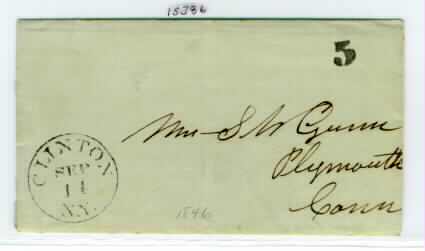 15386
5
Mrs S W Gunn
Plymouth
Conn
CLINTON
SEP
14
N.Y.
1846